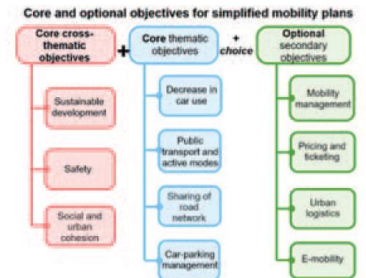 Core and optional objectives for simplified mobility plans
Core cross-
thematic
objectives
+
Core thematic
objectives
+
choice
Optional
secondary
objectives
Sustainable
development
Safety
Social and
urban
cohesion
Decrease in
car use
Public
transport and
active modes
Sharing of
road
network
Car-parking
management
Mobility
management
Pricing and
ticketing
Urban
logistics
E-mobility